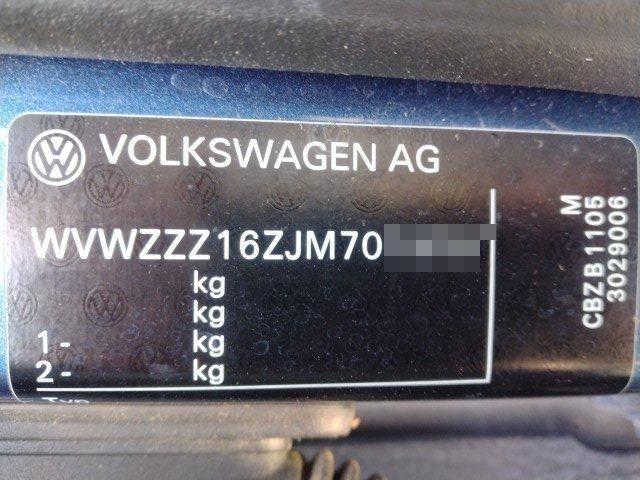 VOLKSWAGEN AG
WVWZZZ16ZJM70
kg
kg
1 - kg
2 - kg
M
CBZB 1105
3029006